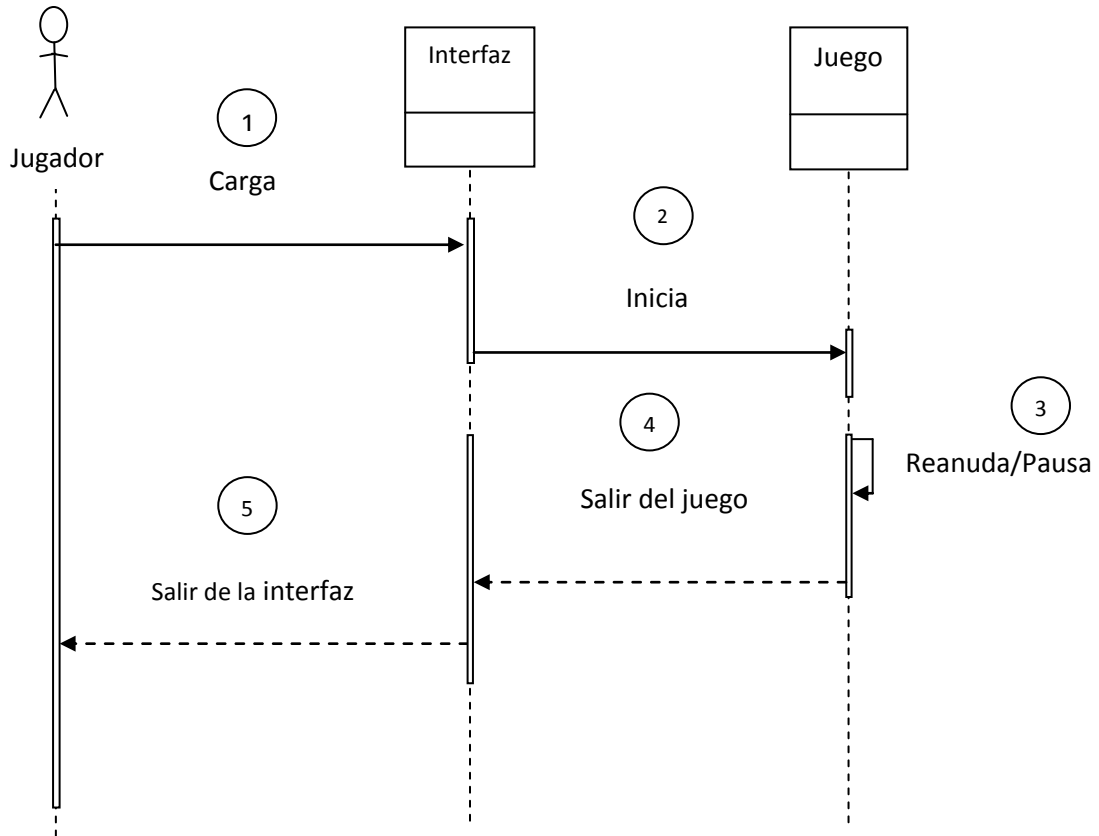 Interfaz
Juego
1
Jugador
Carga
2
Inicia
3
4
Reanuda/Pausa
Salir del juego
5
Salir de la interfaz